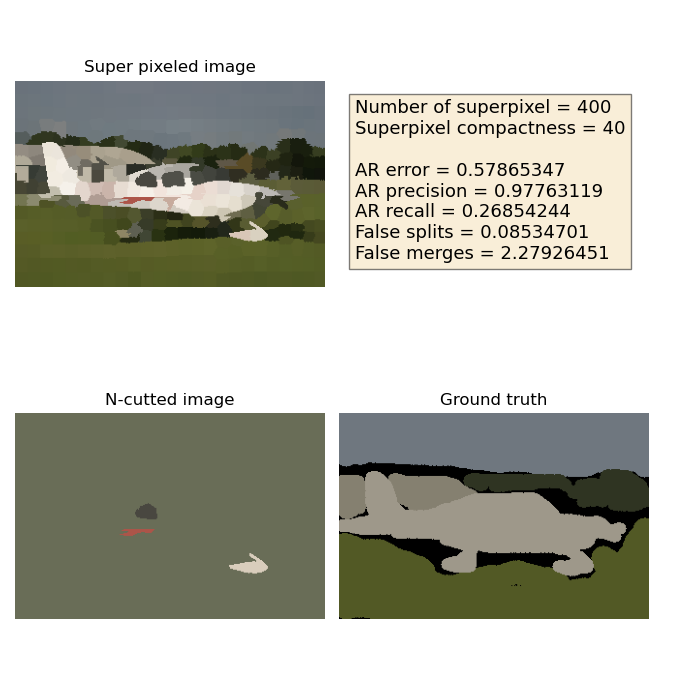 Super pixeled image
Number of superpixel = 400
Superpixel compactness = 40
AR error = 0.57865347
AR precision = 0.97763119
AR recall = 0.26854244
False splits = 0.08534701
False merges = 2.27926451
N-cutted image
Ground truth